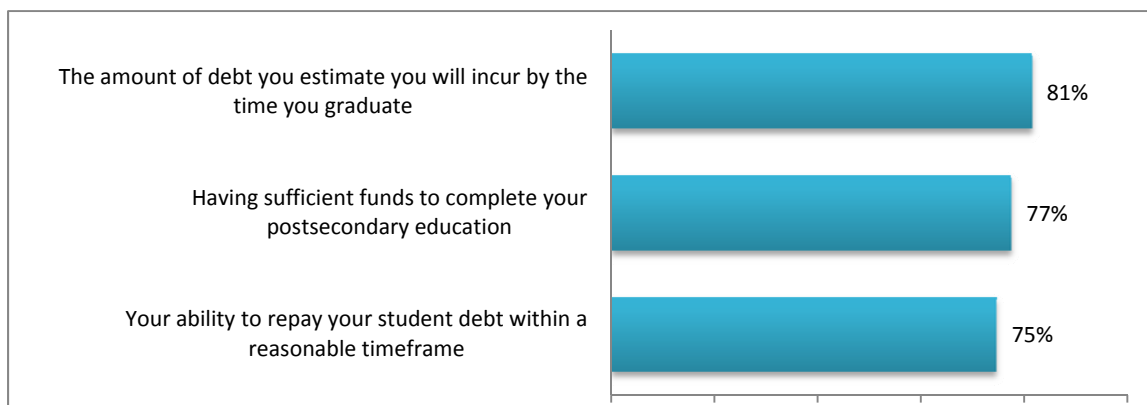 The amount of debt you estimate you will incur by the
time you graduate
81%
Having sufficient funds to complete your
postsecondary education
77%
Your ability to repay your student debt within a
reasonable timeframe
75%